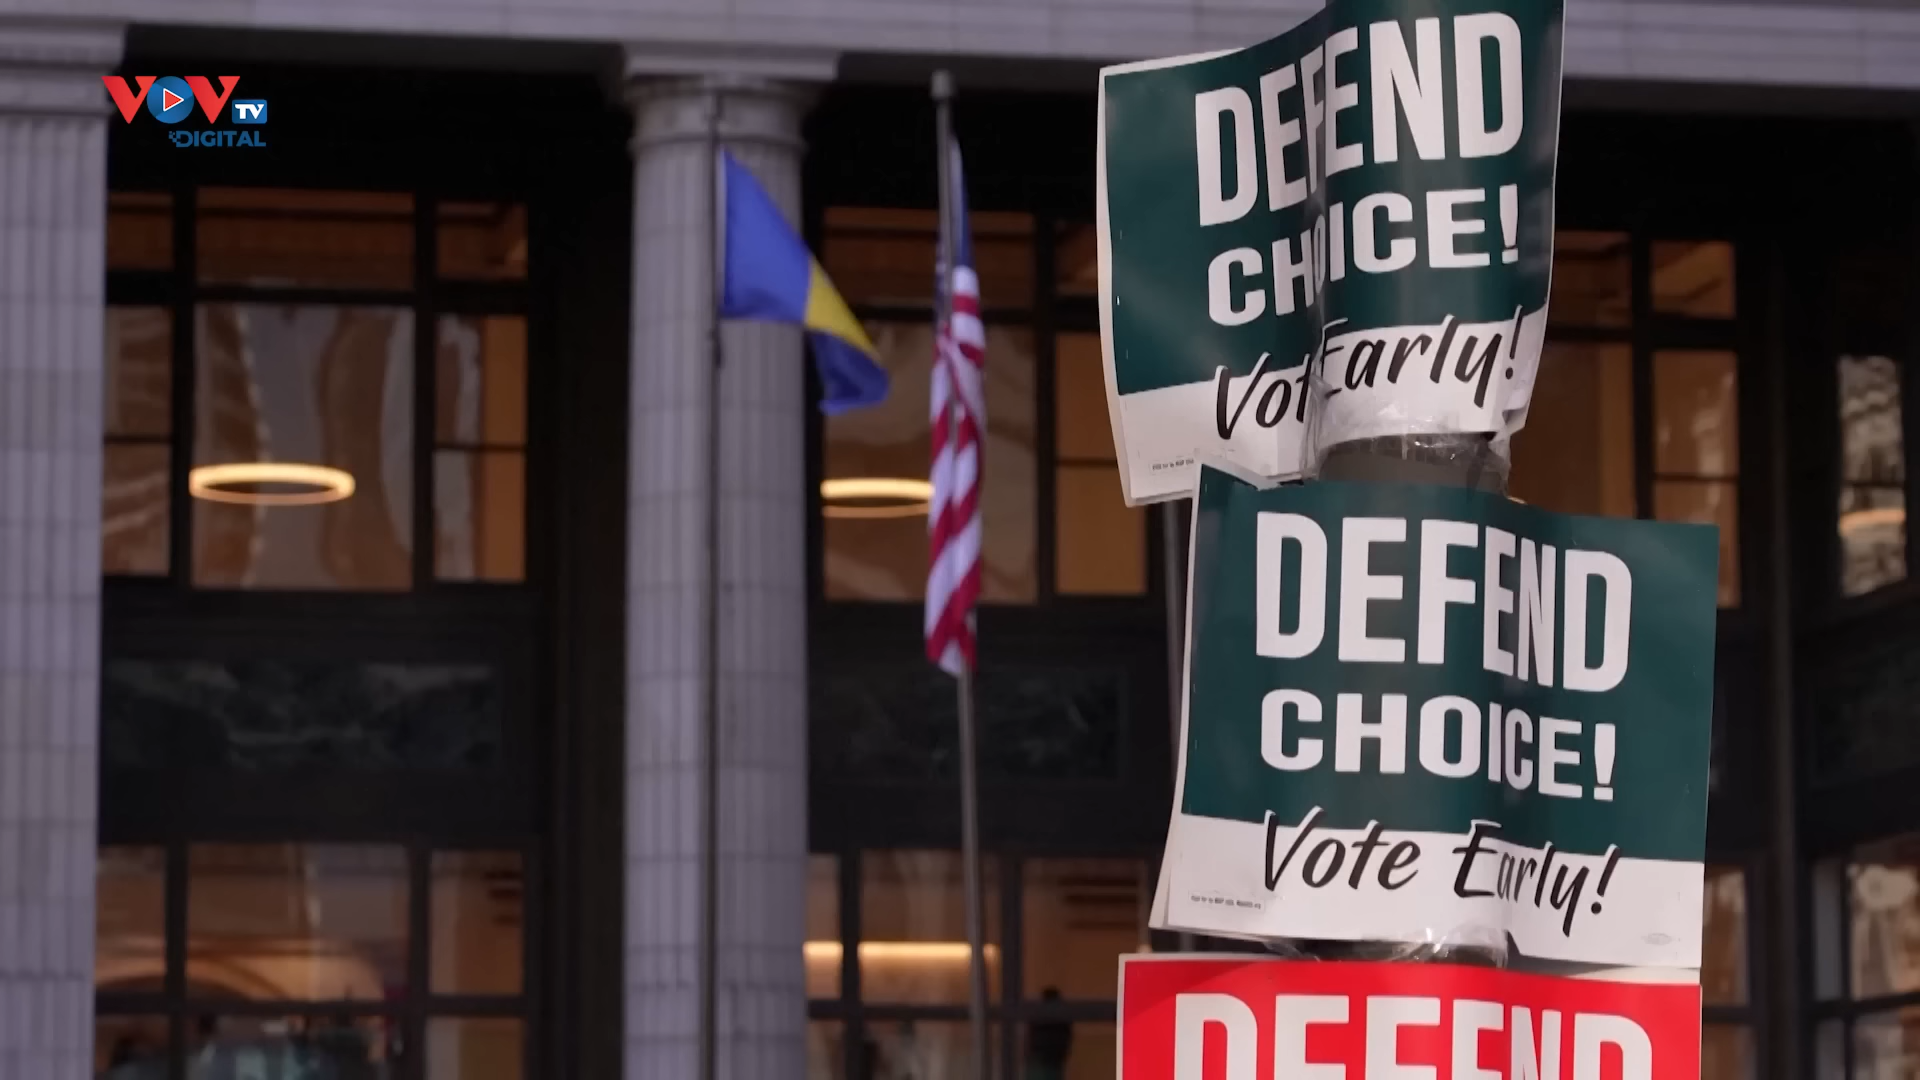 VOV TV
DIGITAL
DEFEND
CHOICE!
Vote Early!
DEFEND
CHOICE!
Vote Early!
DEFEND